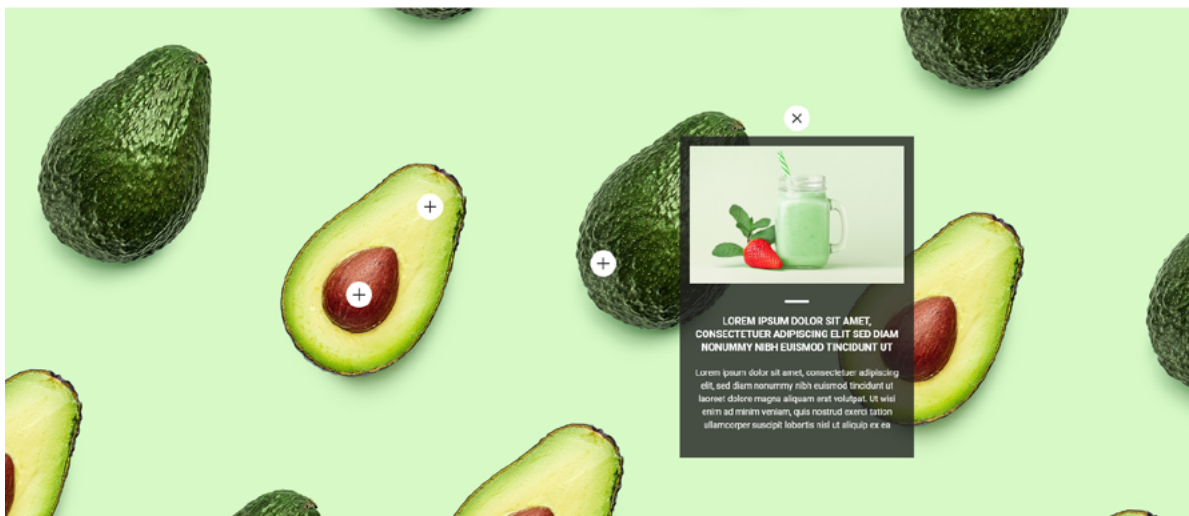 LOREM IPSUM DOLOR SIT AMET,
CONSECTETUER ADIPISCING ELIT SED DIAM
NONUMMY NIBH EUISMOD TINCIDUNT UT
Lorem ipsum dolor sit amet, consectetuer adipiscing
elit, sed diam nonummy nibh euismod tincidunt ut
laoreet dolore magna aliquam erat volutpat. Ut wisi
enim ad minim veniam, quis nostrud exerci tation
ullamcorper suscipit lobortis nisl ut aliquip ex ea